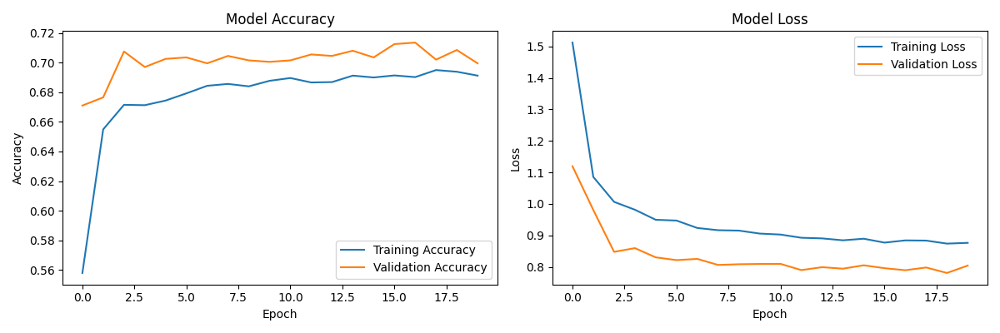 Model Accuracy
0.72
0.70
0.68
0.66
0.64
0.62
0.60
0.58
0.56
Accuracy
0.0 2.5 5.0 7.5 10.0 12.5 15.0 17.5
Epoch
Training Accuracy
Validation Accuracy
Model Loss
1.5
1.4
1.3
1.2
1.1
1.0
0.9
0.8
Loss
0.0 2.5 5.0 7.5 10.0 12.5 15.0 17.5
Epoch
Training Loss
Validation Loss